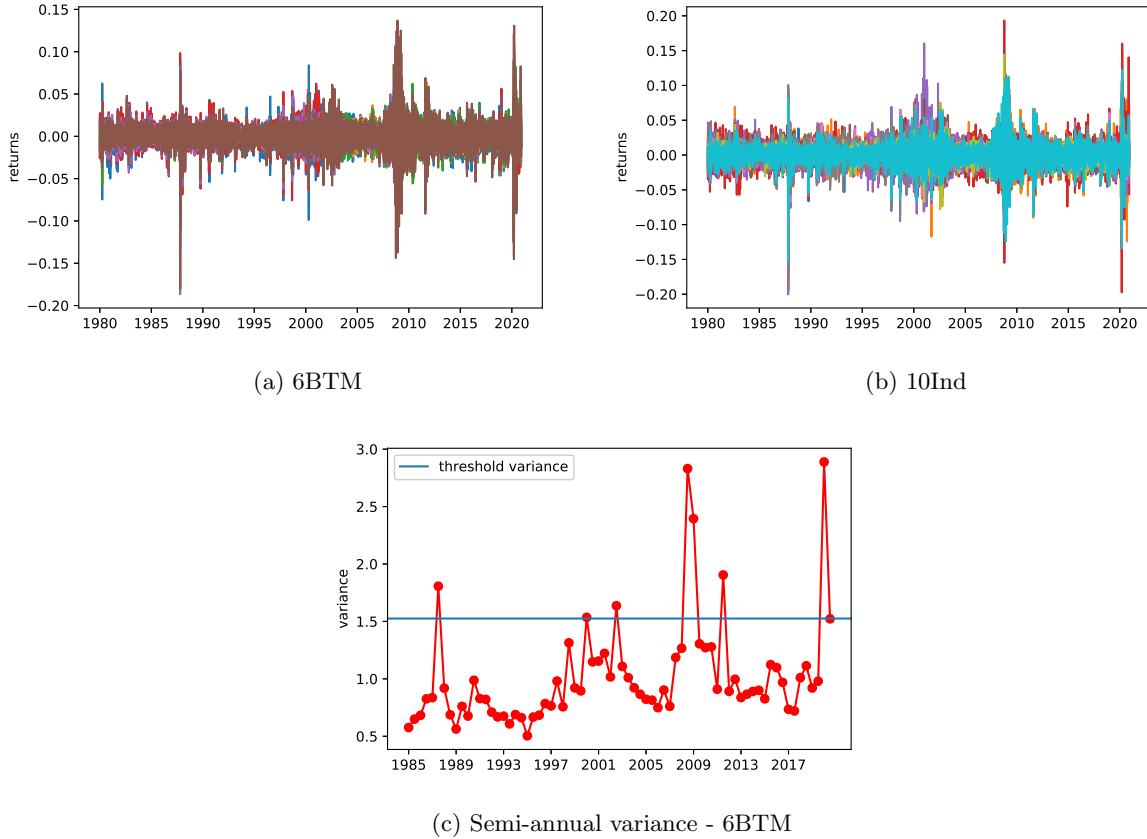 0.15
0.10
0.05
0.00
−0.05
−0.10
−0.15
−0.20
returns
1980 1985 1990 1995 2000 2005 2010 2015 2020
(a) 6BTM
0.20
0.15
0.10
0.05
0.00
−0.05
−0.10
−0.15
−0.20
returns
1980 1985 1990 1995 2000 2005 2010 2015 2020
(b) 10Ind
3.0
2.5
2.0
1.5
1.0
0.5
variance
threshold variance
1985 1989 1993 1997 2001 2005 2009 2013 2017
(c) Semi-annual variance - 6BTM